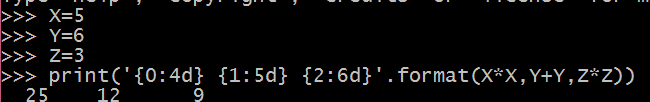 >>> X=5
>>> Y=6
>>> Z=3
>>> print('{0:4d} {1:5d} {2:6d}'.format(X*X,Y+Y,Z*Z))
  25    12      9